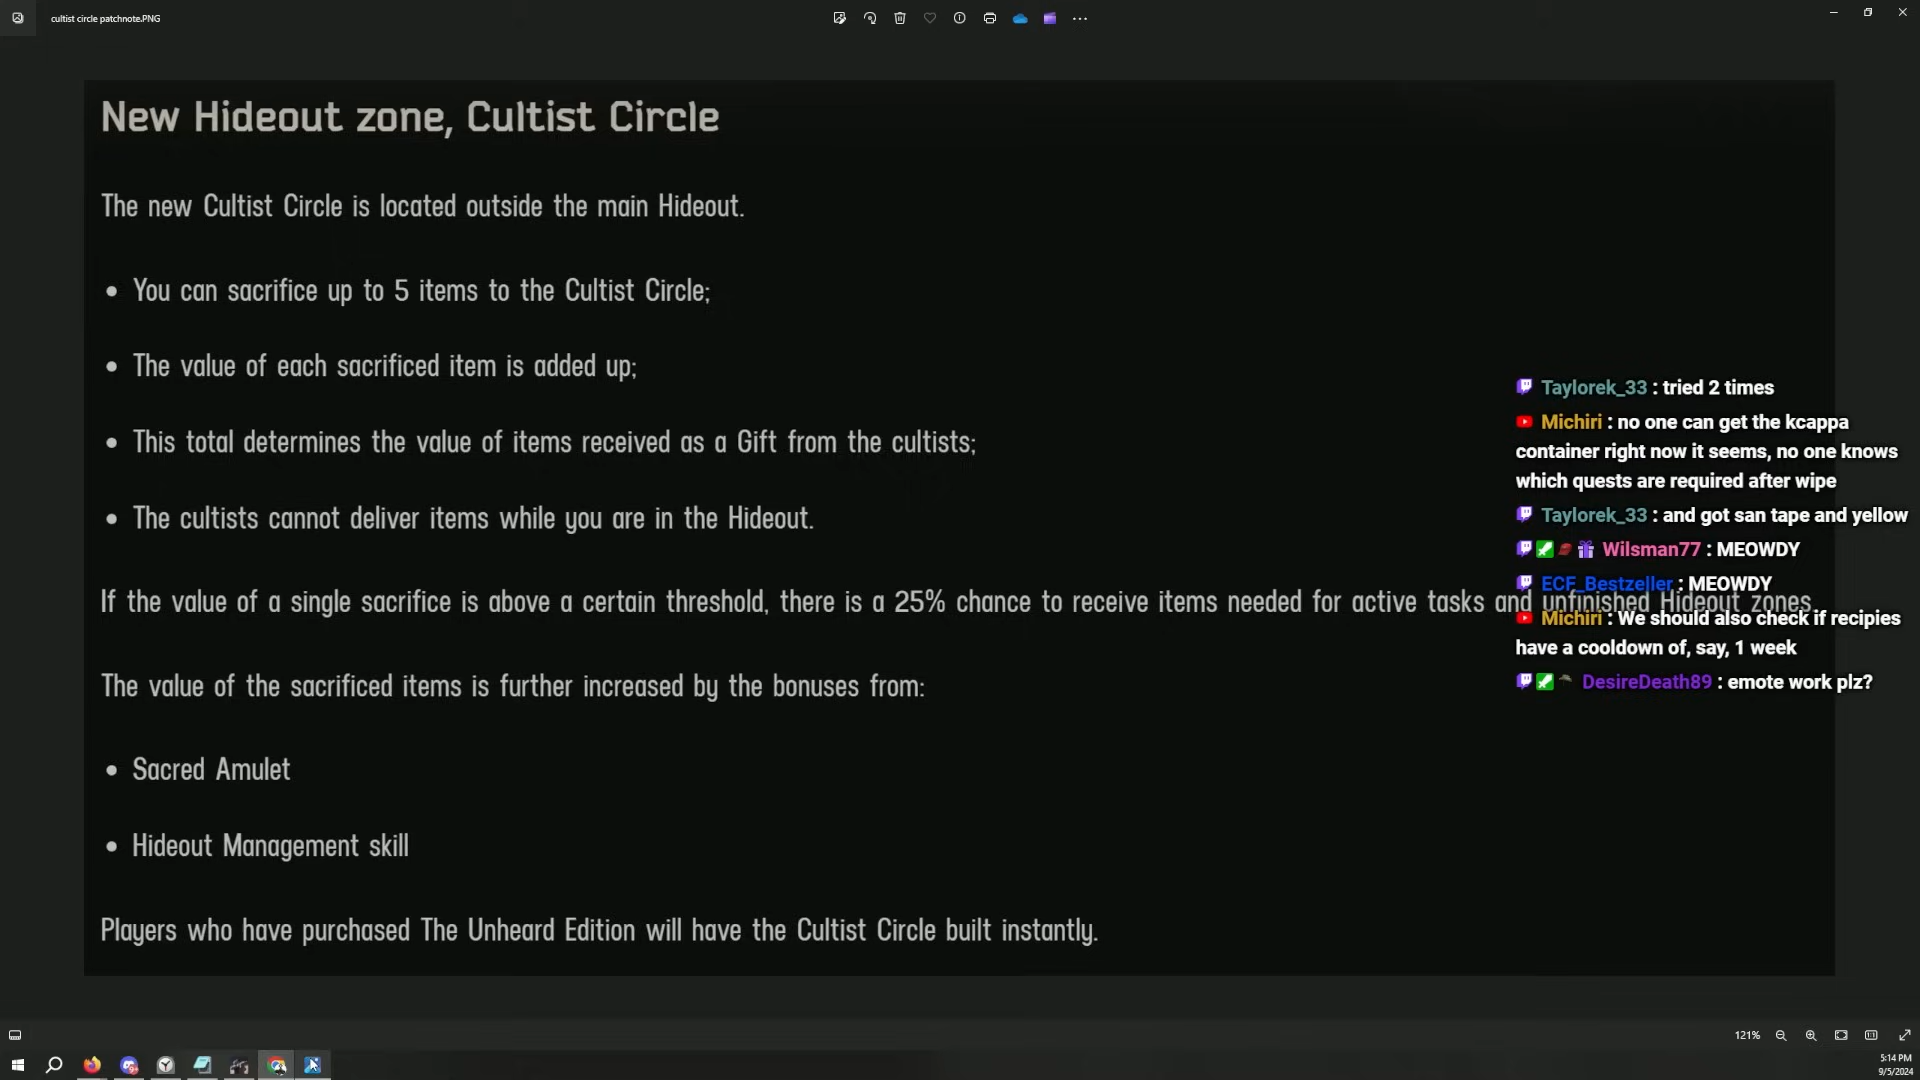 cultist circle patchnote.PNG
New Hideout zone, Cultist Circle
The new Cultist Circle is located outside the main Hideout.
• You can sacrifice up to 5 items to the Cultist Circle;
• The value of each sacrificed item is added up;
• This total determines the value of items received as a Gift from the cultists;
• The cultists cannot deliver items while you are in the Hideout.
If the value of a single sacrifice is above a certain threshold, there is a 25% chance to receive items needed for active tasks and unfinished Hideout zones.
The value of the sacrificed items is further increased by the bonuses from:
• Sacred Amulet
• Hideout Management skill
Players who have purchased The Unheard Edition will have the Cultist Circle built instantly.
Taylorek_33 : tried 2 times
Michiri : no one can get the kcappa
container right now it seems, no one knows
which quests are required after wipe
Taylorek_33 : and got san tape and yellow
Wilsman77 : MEOWDY
ECF_Bestzeller : MEOWDY
Michiri : We should also check if recipies
have a cooldown of, say, 1 week
DesireDeath89 : emote work plz?
121%
5:14 PM
9/5/2024